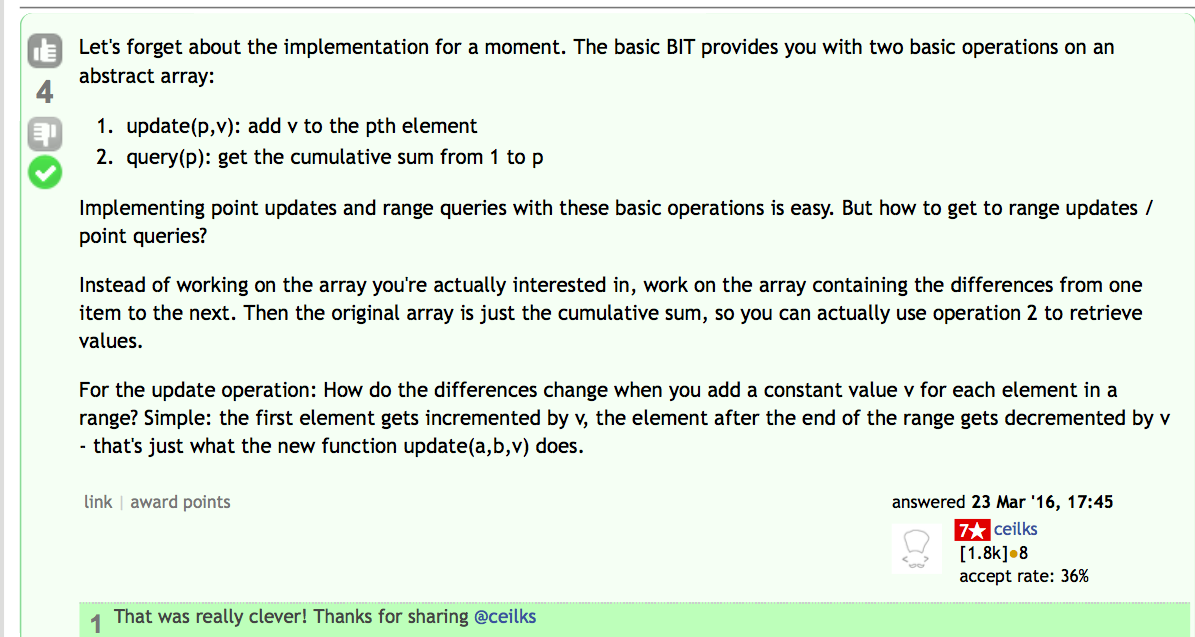 Let's forget about the implementation for a moment. The basic BIT provides you with two basic operations on an
abstract array:
4
1. update(p,v): add v to the pth element
2. query(p): get the cumulative sum from 1 to p
Implementing point updates and range queries with these basic operations is easy. But how to get to range updates /
point queries?
Instead of working on the array you're actually interested in, work on the array containing the differences from one
item to the next. Then the original array is just the cumulative sum, so you can actually use operation 2 to retrieve
values.
For the update operation: How do the differences change when you add a constant value v for each element in a
range? Simple: the first element gets incremented by v, the element after the end of the range gets decremented by v
- that's just what the new function update(a,b,v) does.
link | award points
answered 23 Mar '16, 17:45
7★ ceilks
[1.8k]●8
accept rate: 36%
1 That was really clever! Thanks for sharing @ceilks